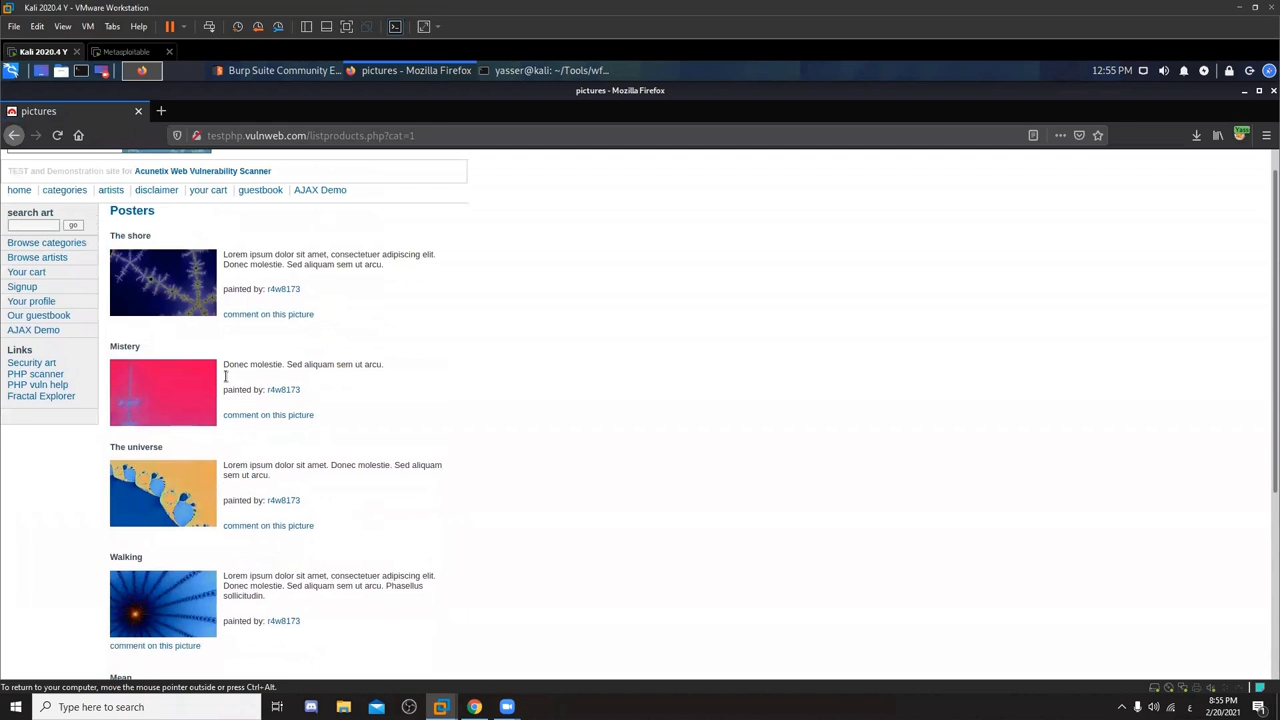 Kali 2020.4 Y - VMware Workstation
File Edit View VM Tabs Help
Kali 2020.4 Y Metasploitable
Burp Suite Community E... pictures - Mozilla Firefox yasser@kali: ~/Tools/wf... 12:55 PM
pictures - Mozilla Firefox
pictures
testphp.vulnweb.com/listproducts.php?cat=1
Yass
TEST and Demonstration site for Acunetix Web Vulnerability Scanner
home | categories | artists | disclaimer | your cart | guestbook | AJAX Demo
search art
go
Browse categories
Browse artists
Your cart
Signup
Your profile
Our guestbook
AJAX Demo
Links
Security art
PHP scanner
PHP vuln help
Fractal Explorer
Posters
The shore
Lorem ipsum dolor sit amet, consectetuer adipiscing elit.
Donec molestie. Sed aliquam sem ut arcu.
painted by: r4w8173
comment on this picture
Mistery
Donec molestie. Sed aliquam sem ut arcu.
painted by: r4w8173
comment on this picture
The universe
Lorem ipsum dolor sit amet. Donec molestie. Sed aliquam
sem ut arcu.
painted by: r4w8173
comment on this picture
Walking
Lorem ipsum dolor sit amet, consectetuer adipiscing elit.
Donec molestie. Sed aliquam sem ut arcu. Phasellus
sollicitudin.
painted by: r4w8173
comment on this picture
Mean
To return to your computer, move the mouse pointer outside or press Ctrl+Alt.
Type here to search
ع 8:55 PM
2/20/2021